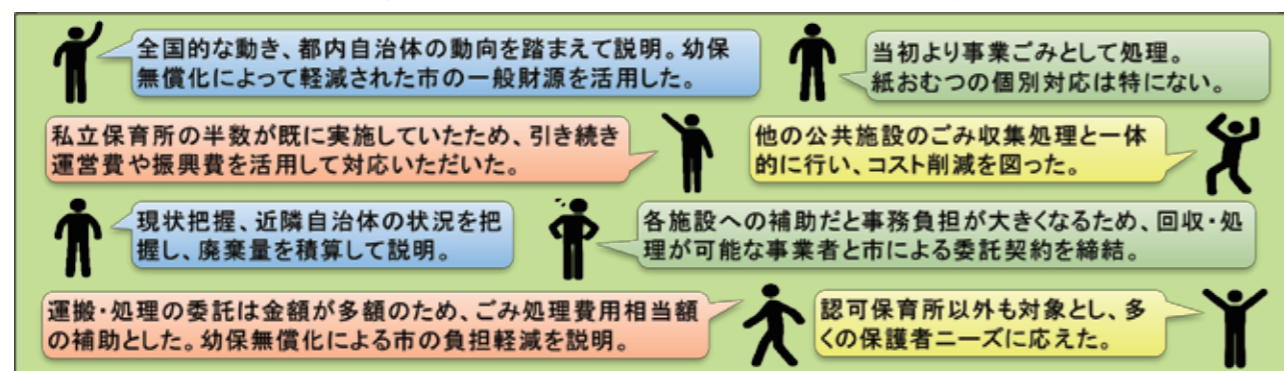 全国的な動き、都内自治体の動向を踏まえて説明。幼保
無償化によって軽減された市の一般財源を活用した。
当初より事業ごみとして処理。
紙おむつの個別対応は特にない。
私立保育所の半数が既に実施していたため、引き続き
運営費や振興費を活用して対応いただいた。
他の公共施設のごみ収集処理と一体
的に行い、コスト削減を図った。
現状把握、近隣自治体の状況を把
握し、廃棄量を積算して説明。
各施設への補助だと事務負担が大きくなるため、回収・処
理が可能な事業者と市による委託契約を締結。
運搬・処理の委託は金額が多額のため、ごみ処理費用相当額
の補助とした。幼保無償化による市の負担軽減を説明。
認可保育所以外も対象とし、多
くの保護者ニーズに応えた。